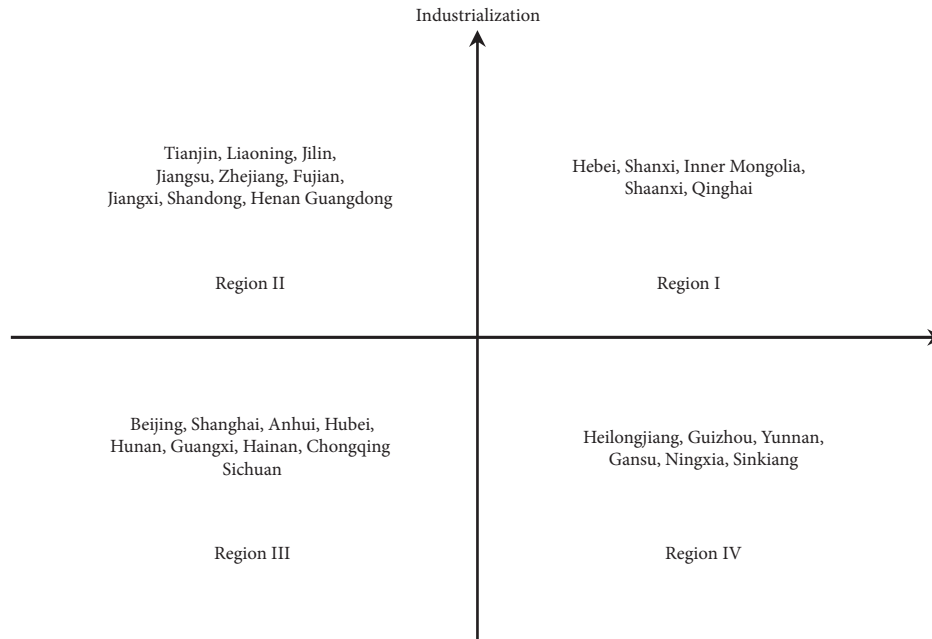 Industrialization
Tianjin, Liaoning, Jilin,
Jiangsu, Zhejiang, Fujian,
Jiangxi, Shandong, Henan Guangdong
Region II
Hebei, Shanxi, Inner Mongolia,
Shaanxi, Qinghai
Region I
Beijing, Shanghai, Anhui, Hubei,
Hunan, Guangxi, Hainan, Chongqing
Sichuan
Region III
Heilongjiang, Guizhou, Yunnan,
Gansu, Ningxia, Sinkiang
Region IV